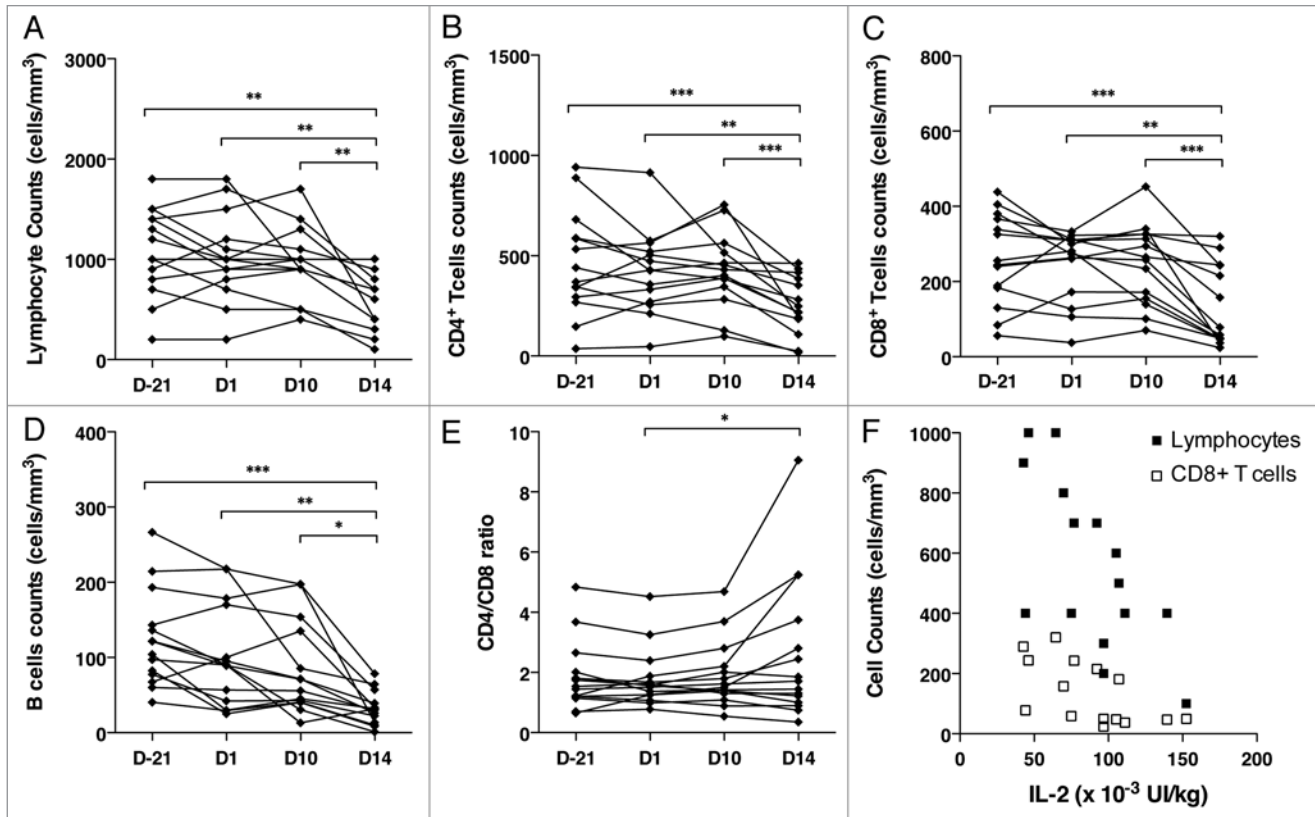 A
Lymphocyte Counts (cells/mm³)
3000
2000
1000
0
**
**
**
D-21 D1 D10 D14
B
CD4⁺ Tcells counts (cells/mm³)
1500
1000
500
0
***
**
***
D-21 D1 D10 D14
C
CD8⁺ Tcells counts (cells/mm³)
800
600
400
200
0
***
**
***
D-21 D1 D10 D14
D
B cells counts (cells/mm³)
400
300
200
100
0
***
**
*
D-21 D1 D10 D14
E
CD4/CD8 ratio
10
8
6
4
2
0
*
D-21 D1 D10 D14
F
Cell Counts (cells/mm³)
1000
800
600
400
200
0
Lymphocytes
CD8+ T cells
0 50 100 150 200
IL-2 (x 10⁻³ UI/kg)